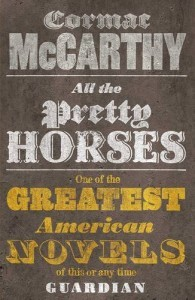 Cormac
McCARTHY
All the
Pretty
HORSES
One of the
GREATEST
American
NOVELS
of this or any time
GUARDIAN